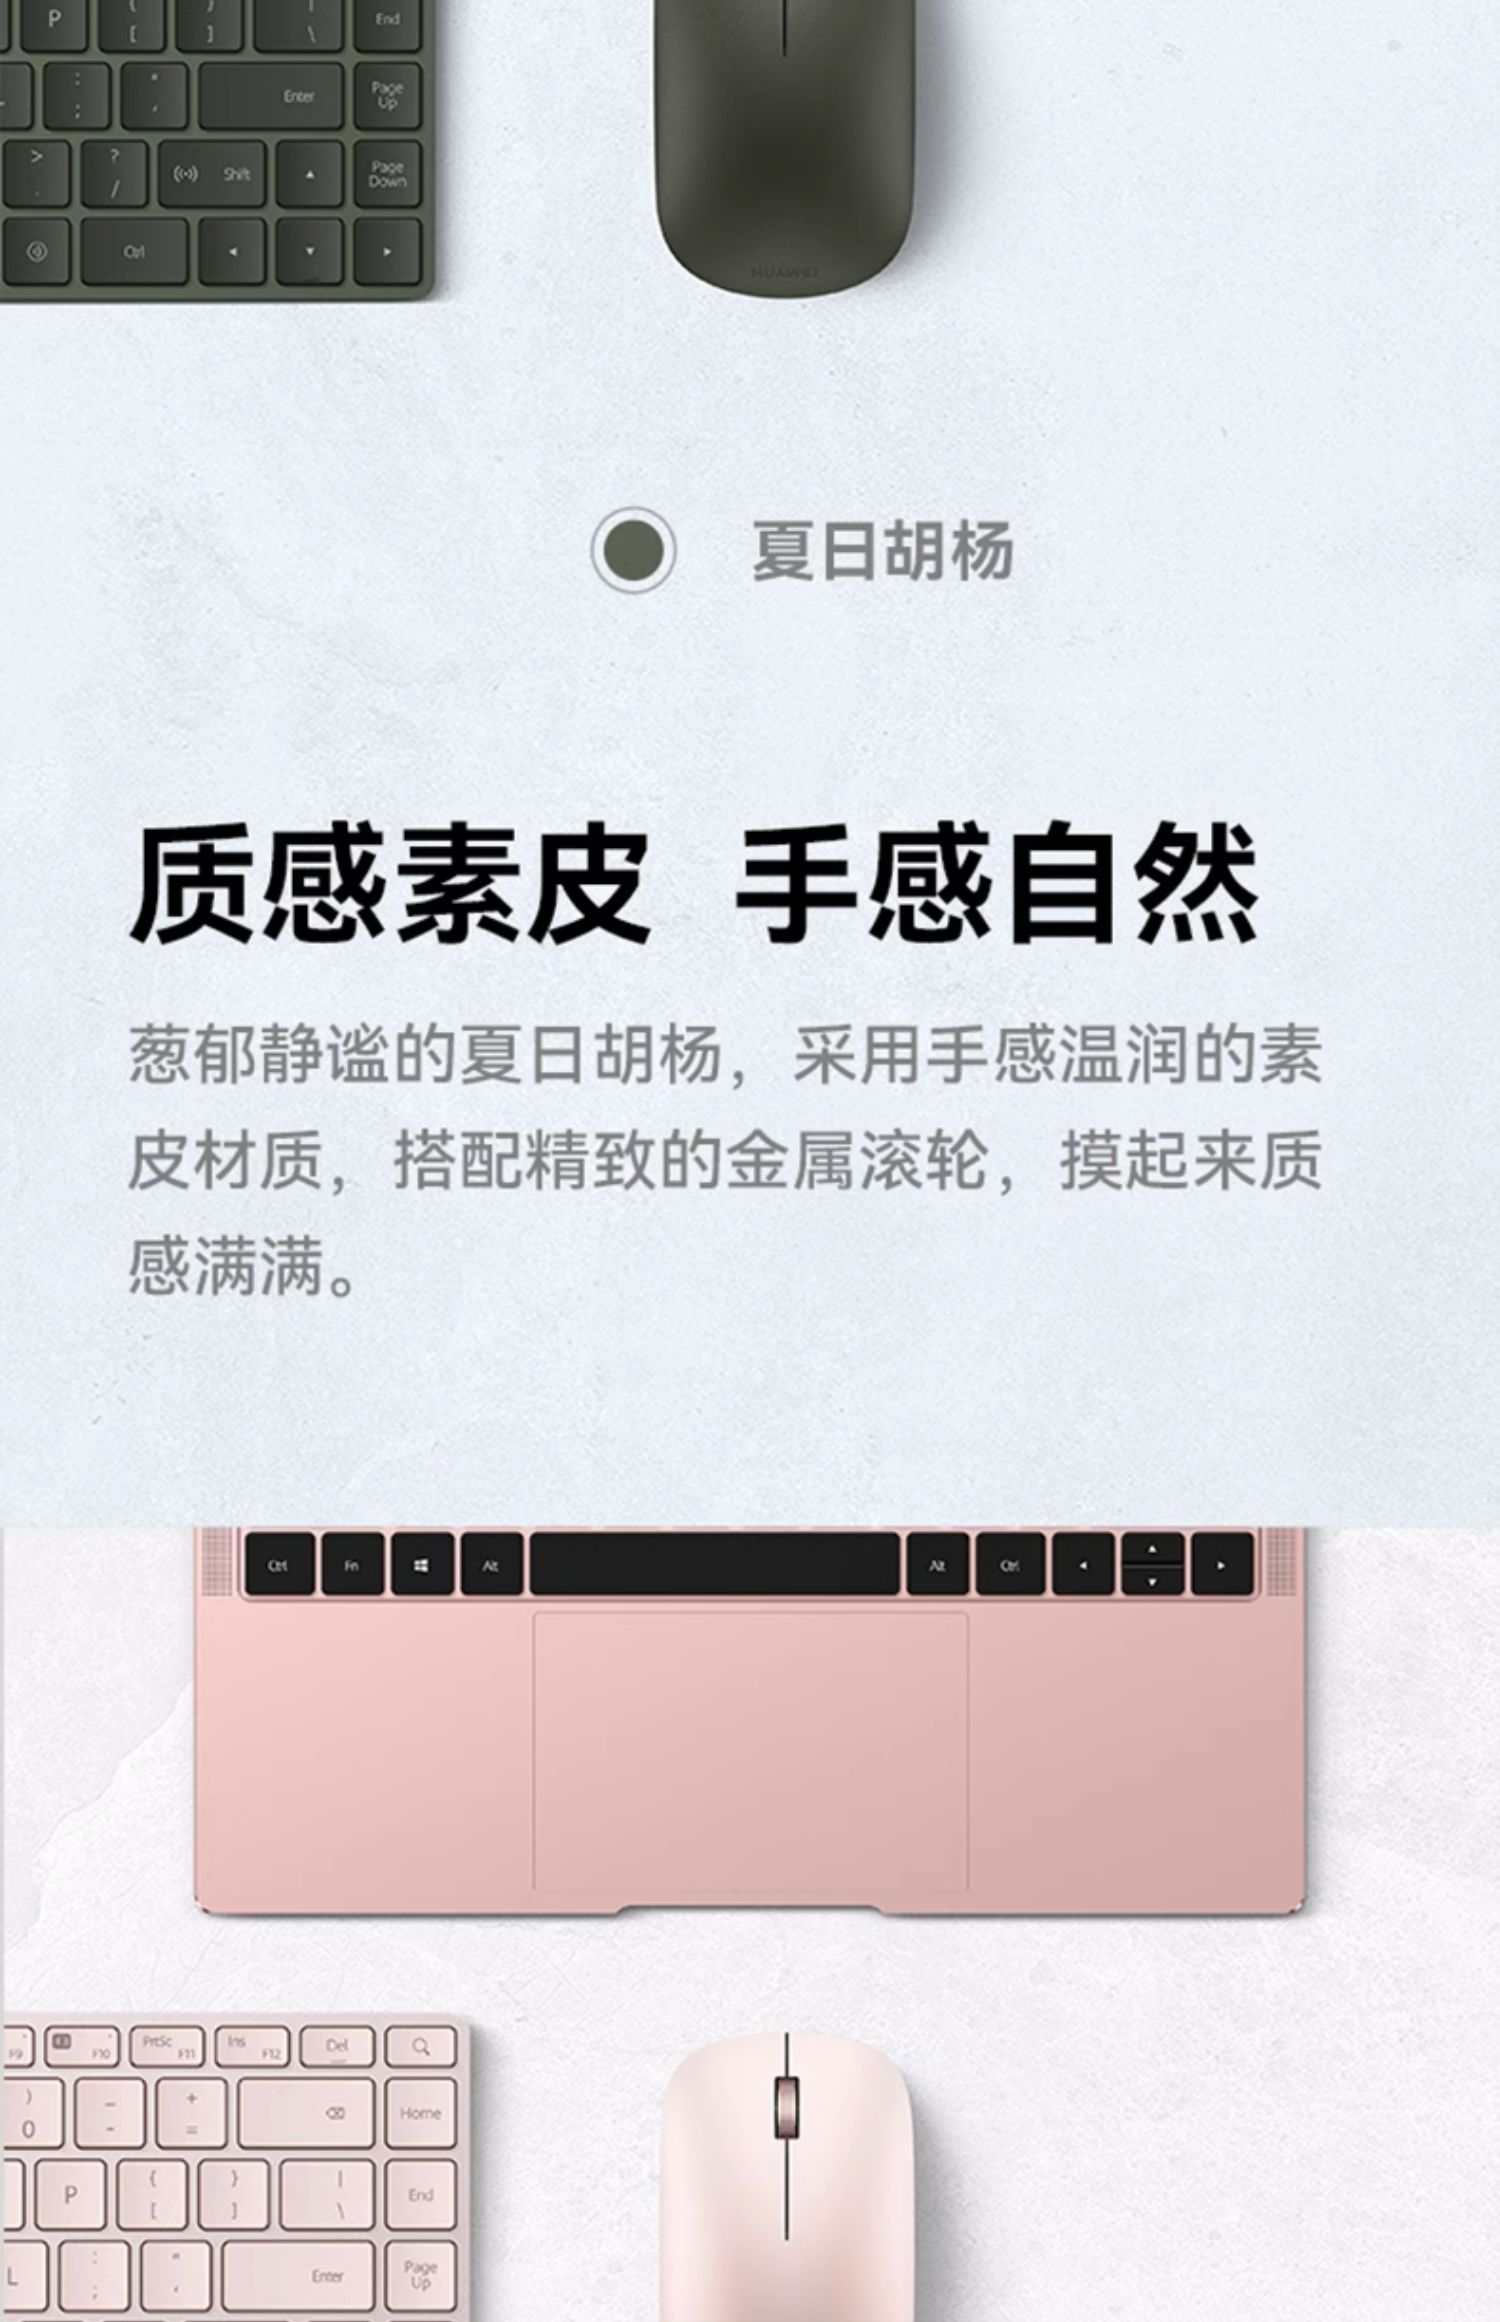 P { [ } ] | \ End
: ; " , Enter Page Up
> . ? / Shift Page Down
Ctrl
HUAWEI
夏日胡杨
质感素皮 手感自然
葱郁静谧的夏日胡杨，采用手感温润的素
皮材质，搭配精致的金属滚轮，摸起来质
感满满。
Ctrl Fn Alt Alt Ctrl
F9 F10 PrtSc F11 Ins F12 Del
) 0 _ - + = Home
P { [ } ] | \ End
L : ; " , Enter Page Up